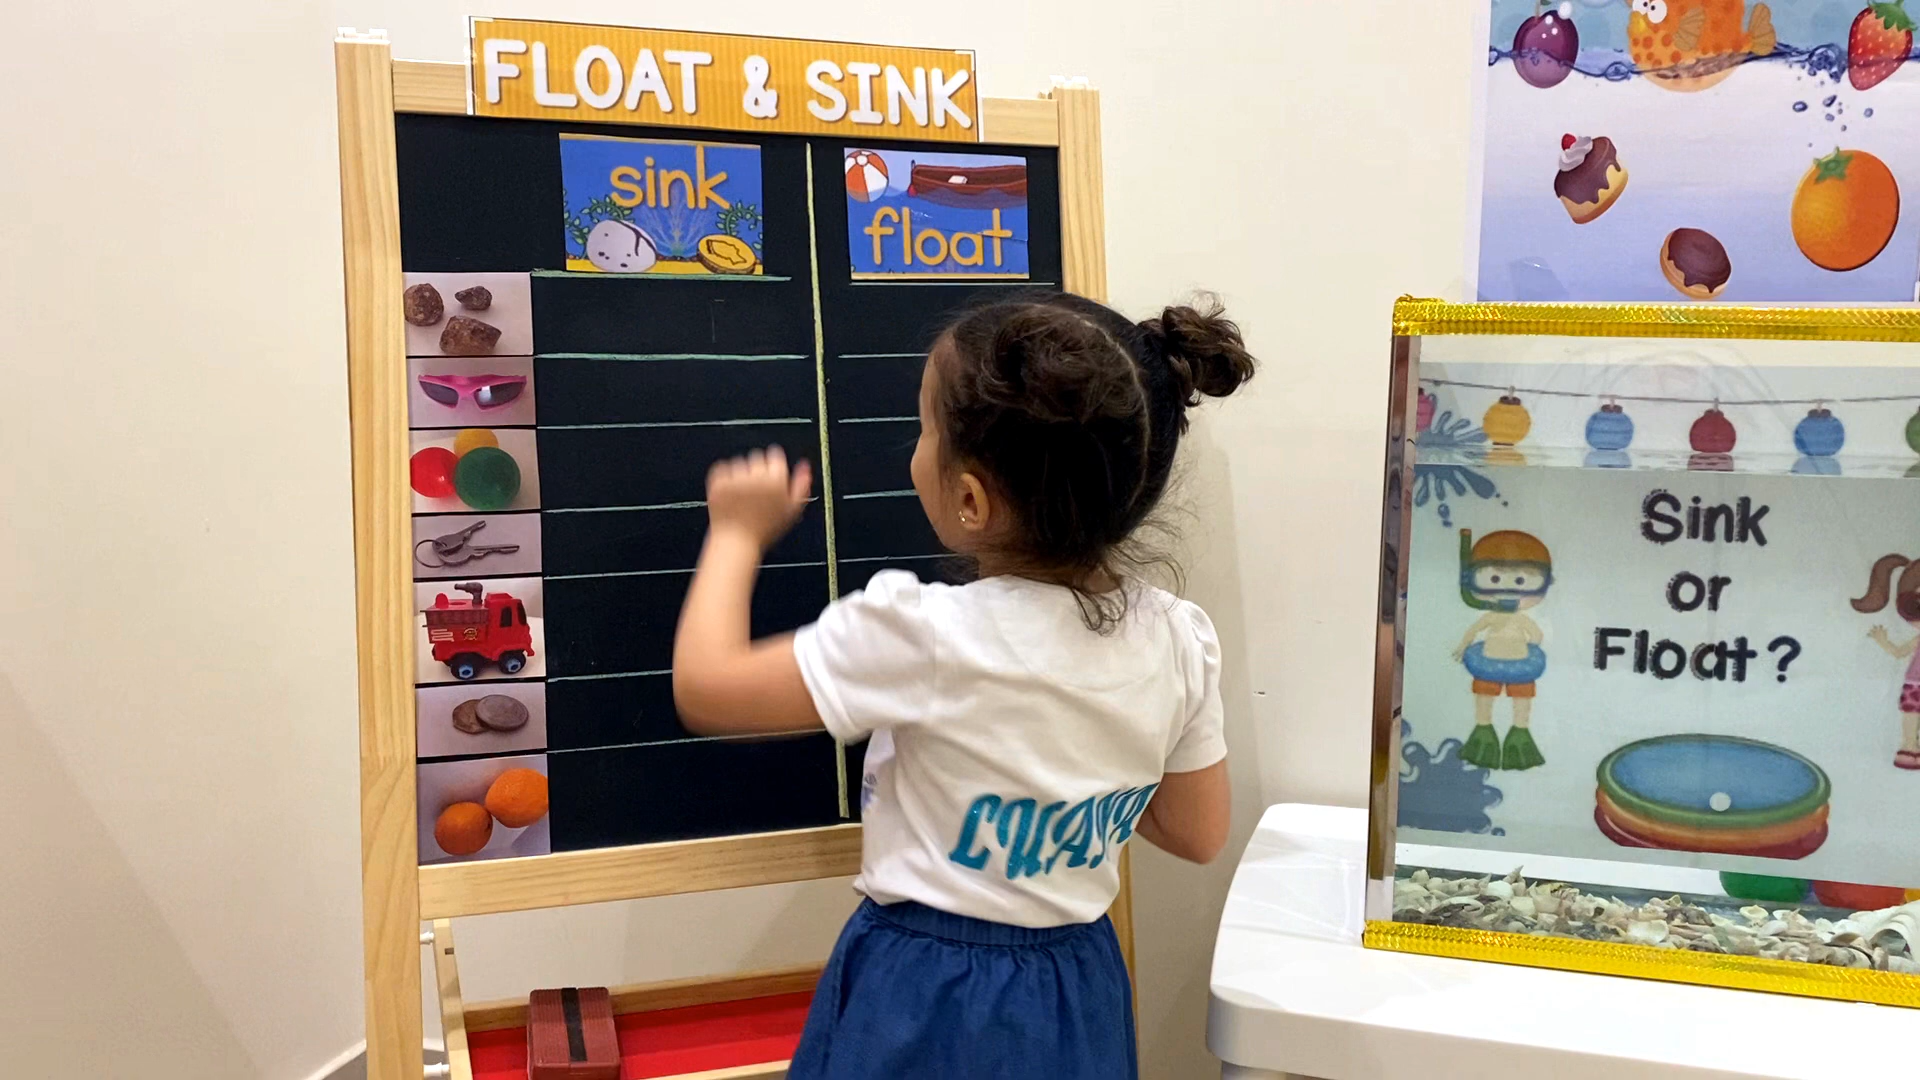 FLOAT & SINK
sink
float
Sink
or
Float?